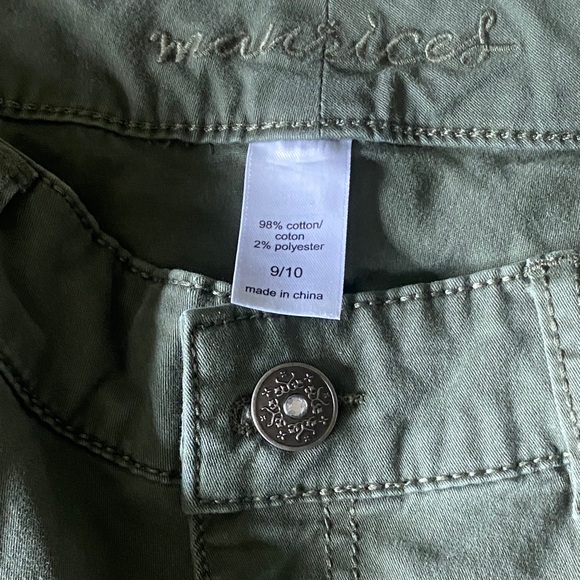 maurices
98% cotton/
coton
2% polyester
9/10
made in china